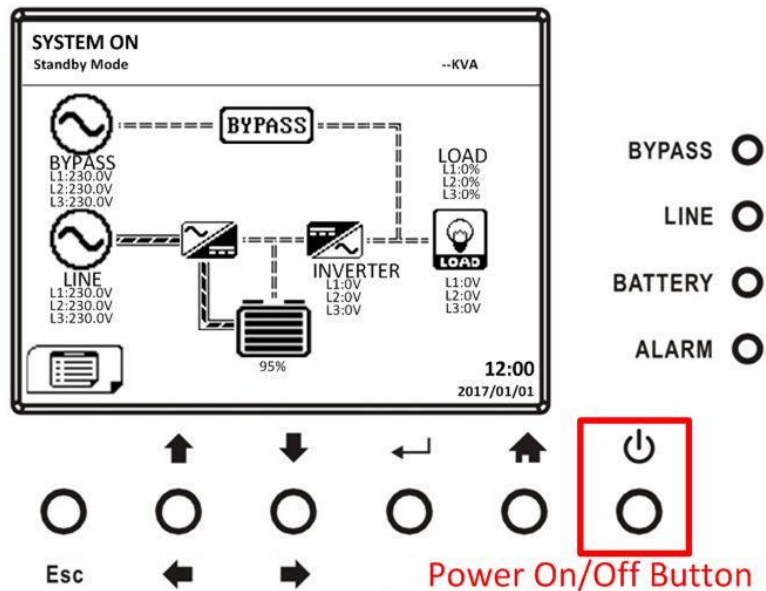 SYSTEM ON
Standby Mode --KVA
BYPASS
BYPASS
L1:230.0V
L2:230.0V
L3:230.0V
LOAD
L1:0%
L2:0%
L3:0%
LINE
L1:230.0V
L2:230.0V
L3:230.0V
INVERTER
L1:0V
L2:0V
L3:0V
LOAD
L1:0V
L2:0V
L3:0V
95%
12:00
2017/01/01
BYPASS
LINE
BATTERY
ALARM
Esc
Power On/Off Button